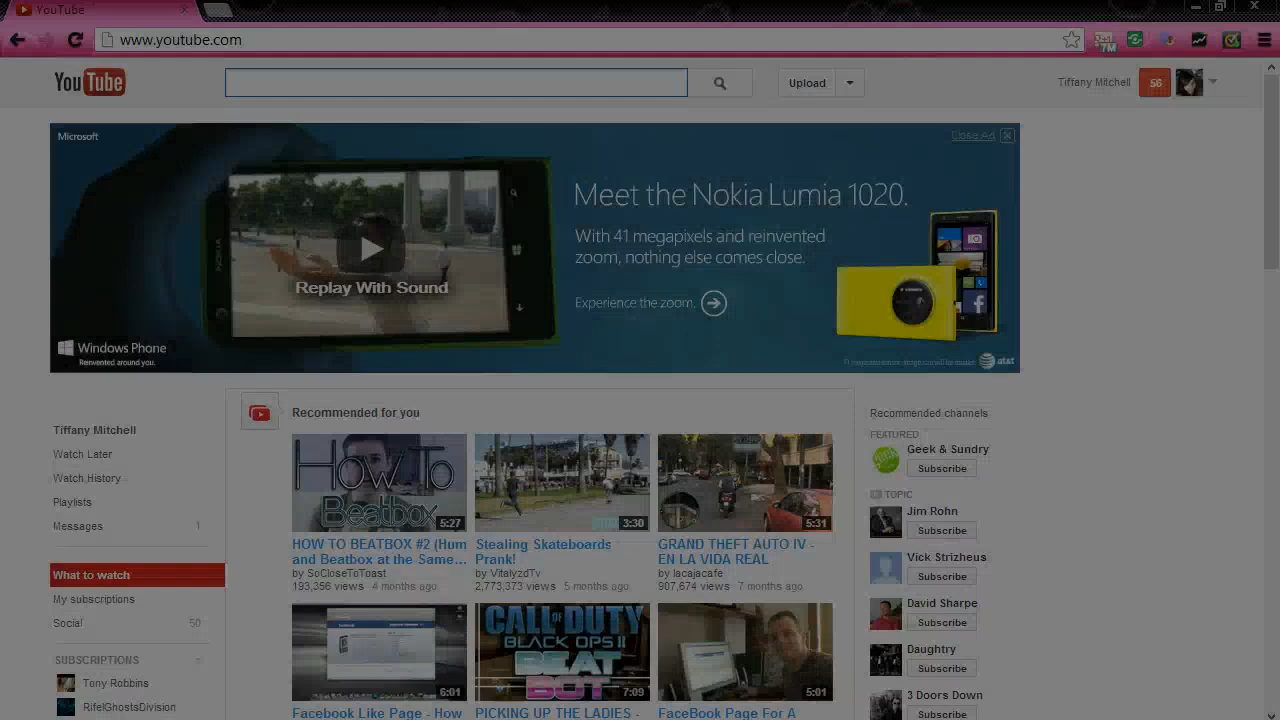 YouTube
www.youtube.com
7M
YouTube
Upload
Tiffany Mitchell
56
Microsoft
Close Ad
Meet the Nokia Lumia 1020.
With 41 megapixels and reinvented
zoom, nothing else comes close.
Replay With Sound
Experience the zoom.
NOKIA
Windows Phone
Reinvented around you.
at&t
Recommended for you
HOW TO
Beatbox
5:27
3:30
5:31
HOW TO BEATBOX #2 (Hum
and Beatbox at the Same...
by SoCloseToToast
193,356 views 4 months ago
Stealing Skateboards
Prank!
by VitalyzdTv
2,773,373 views 5 months ago
GRAND THEFT AUTO IV -
EN LA VIDA REAL
by lacajacafe
907,674 views 7 months ago
6:01
CALL OF DUTY
BLACK OPS II
BEAT
BOT
7:09
5:01
Facebook Like Page - How
PICKING UP THE LADIES -
FaceBook Page For A
Tiffany Mitchell
Watch Later
Watch History
Playlists
Messages 1
What to watch
My subscriptions
Social 50
SUBSCRIPTIONS
Tony Robbins
RifelGhostsDivision
Recommended channels
FEATURED
Geek & Sundry
Subscribe
TOPIC
Jim Rohn
Subscribe
Vick Strizheus
Subscribe
David Sharpe
Subscribe
Daughtry
Subscribe
3 Doors Down
Subscribe